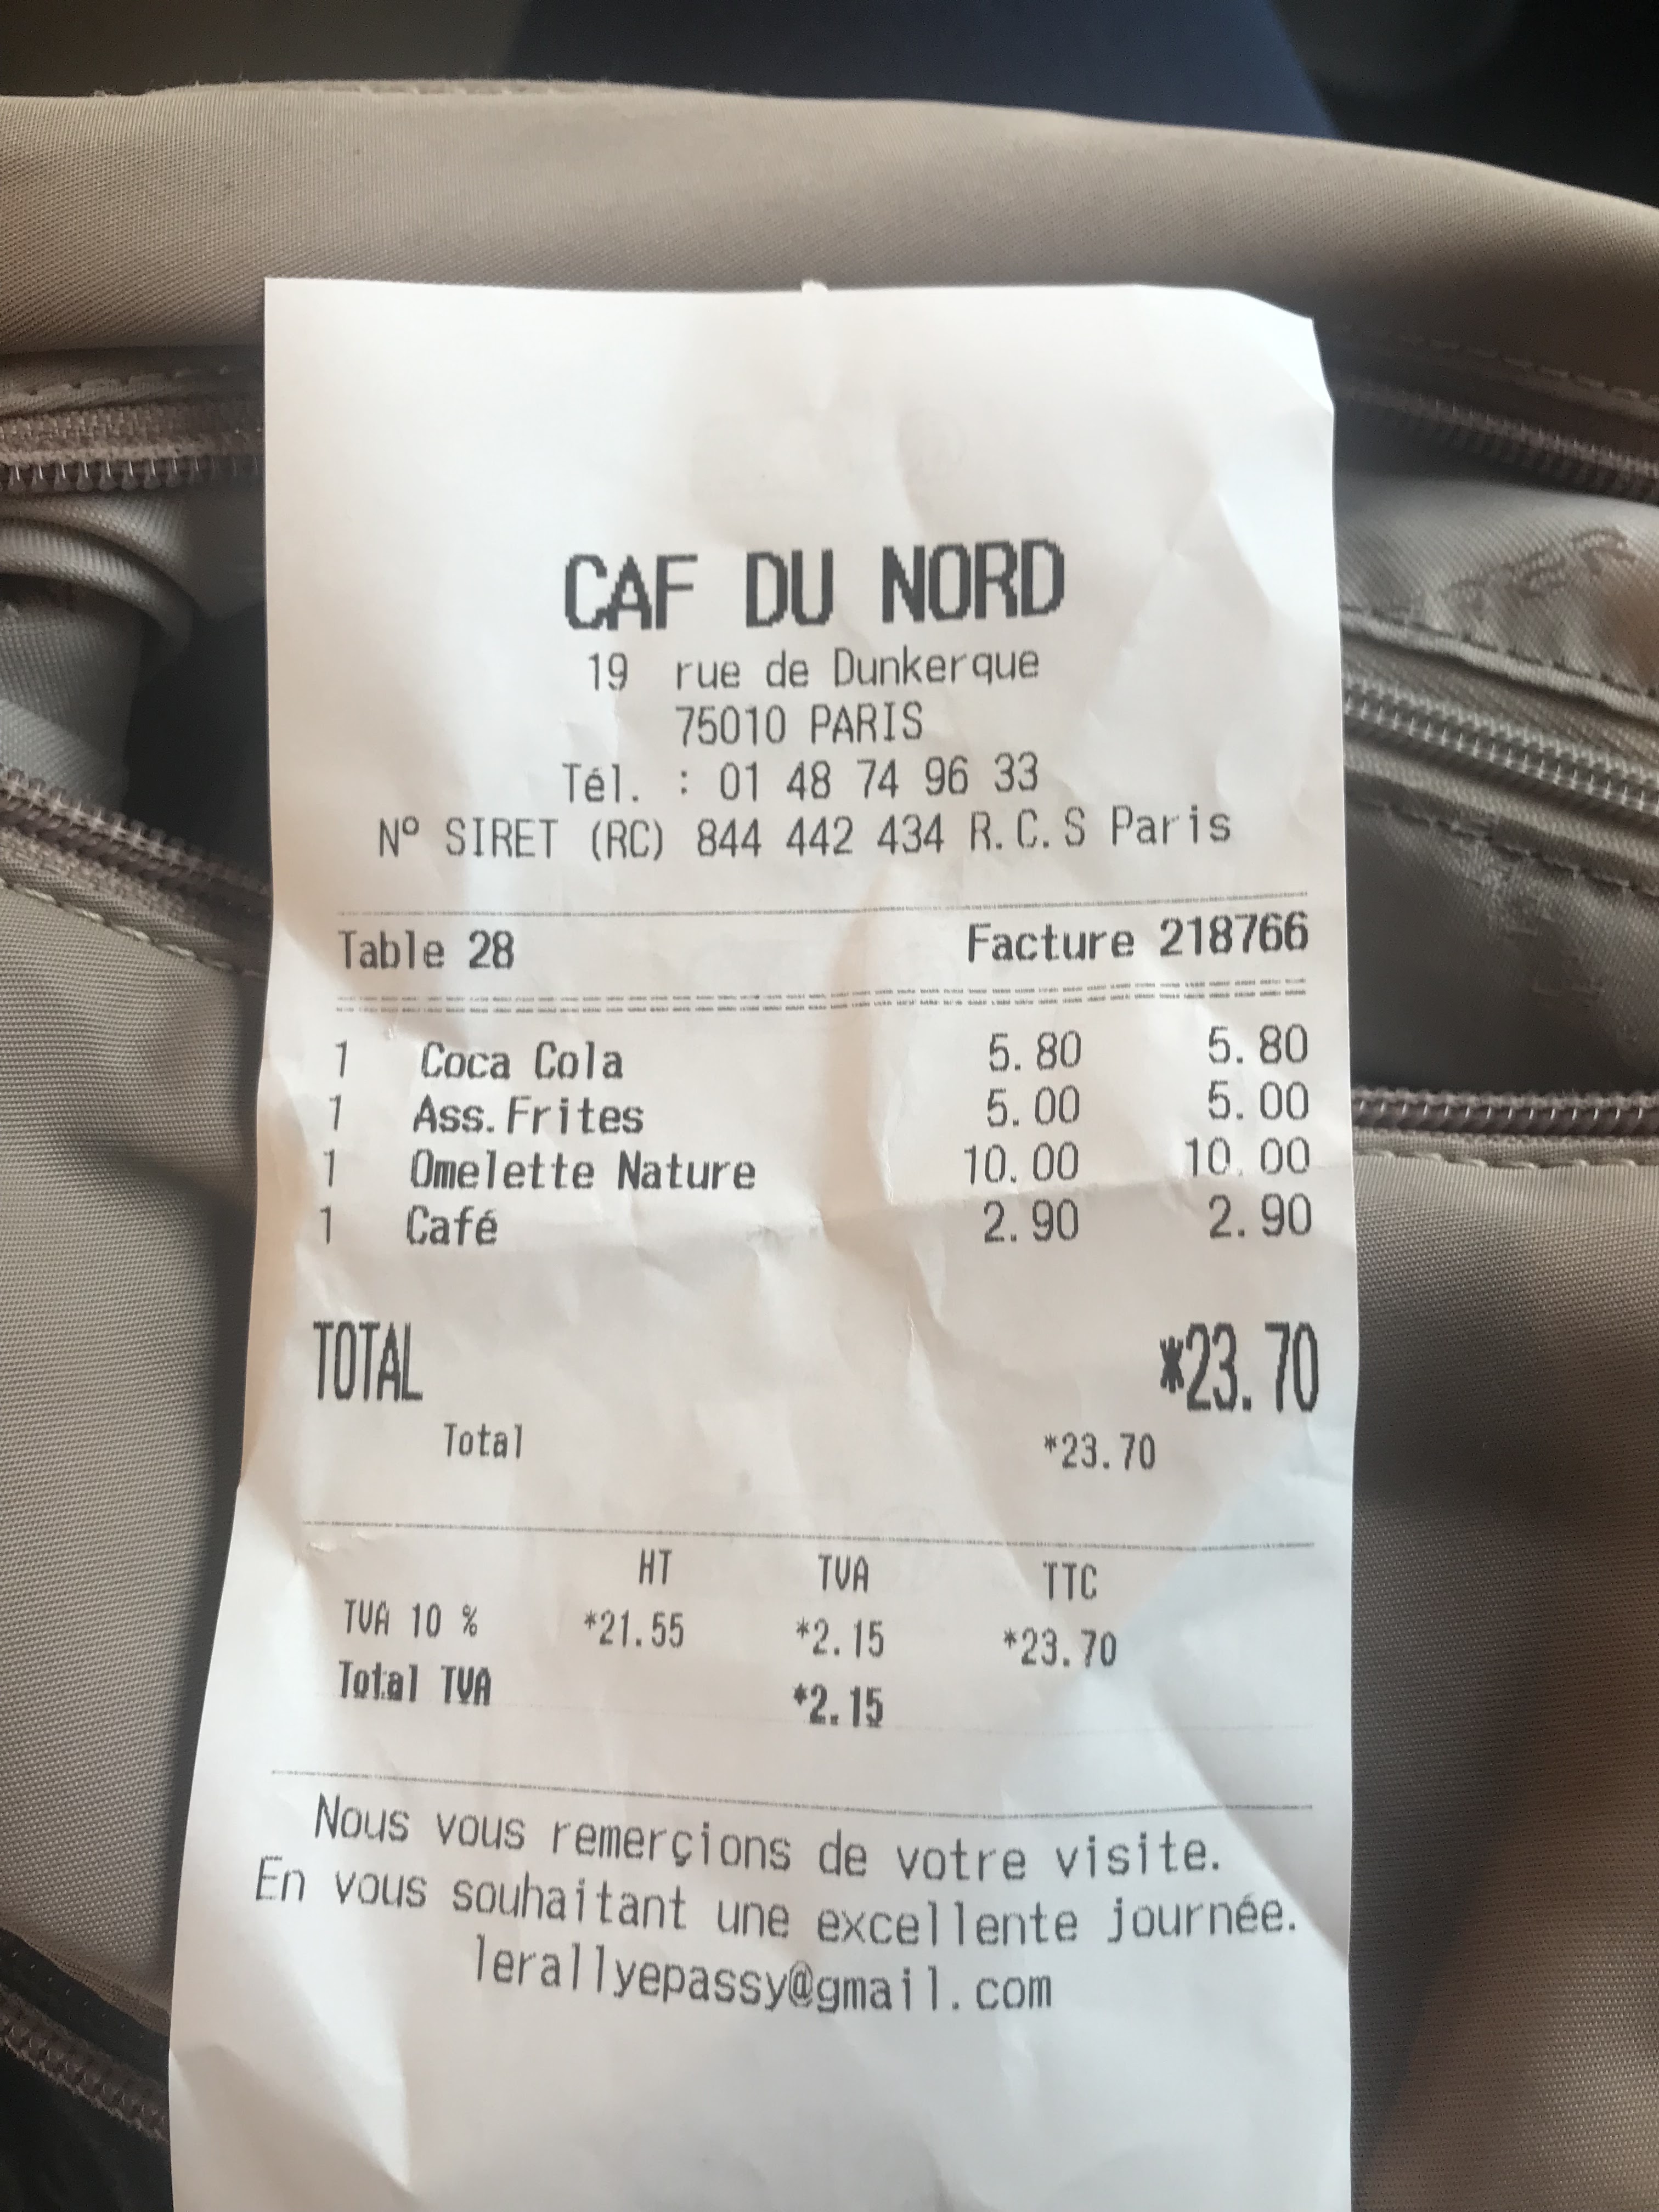 CAF DU NORD
19 rue de Dunkerque
75010 PARIS
Tél. : 01 48 74 96 33
N° SIRET (RC) 844 442 434 R.C.S Paris
Table 28 Facture 218766
1 Coca Cola 5.80 5.80
1 Ass.Frites 5.00 5.00
1 Omelette Nature 10.00 10.00
1 Café 2.90 2.90
TOTAL *23.70
Total *23.70
HT TVA TTC
TVA 10 % *21.55 *2.15 *23.70
Total TVA *2.15
Nous vous remerçions de votre visite.
En vous souhaitant une excellente journée.
lerallyepassy@gmail.com